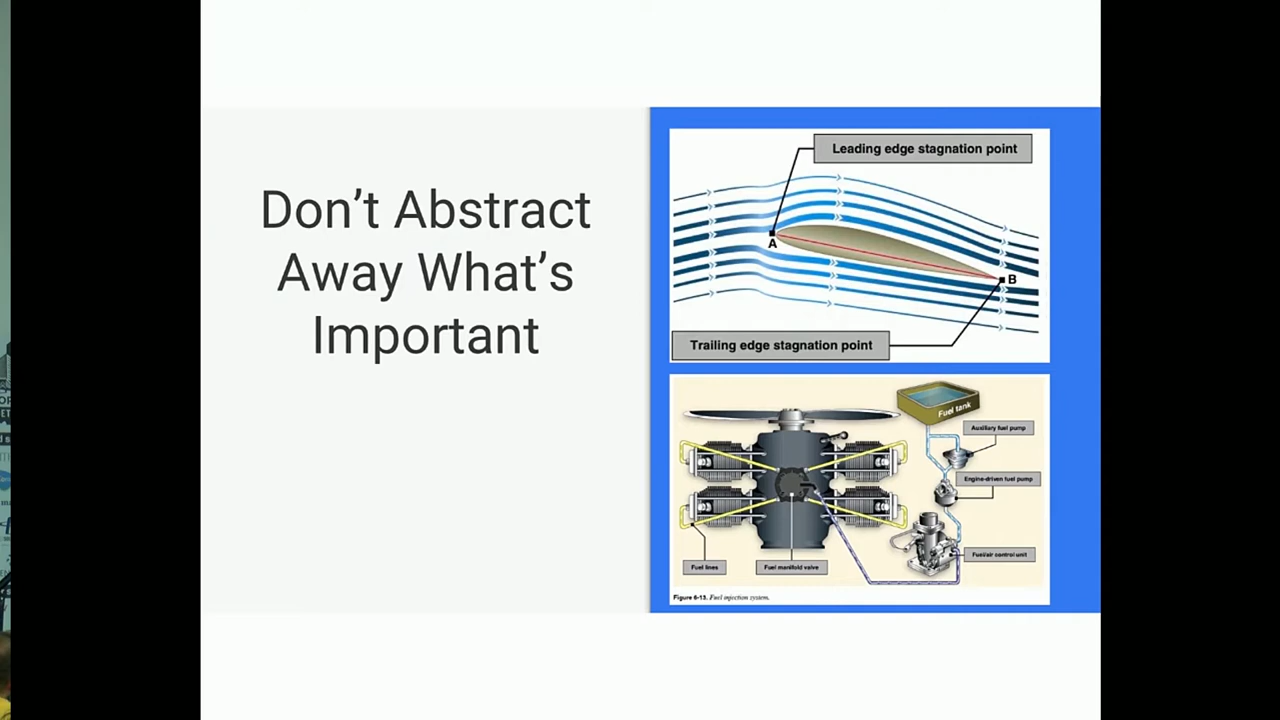 Don't Abstract
Away What's
Important
Leading edge stagnation point
A
B
Trailing edge stagnation point
Fuel tank
Auxiliary fuel pump
Engine-driven fuel pump
Fuel/air control unit
Fuel lines
Fuel manifold valve
Figure 6-13. Fuel injection system.